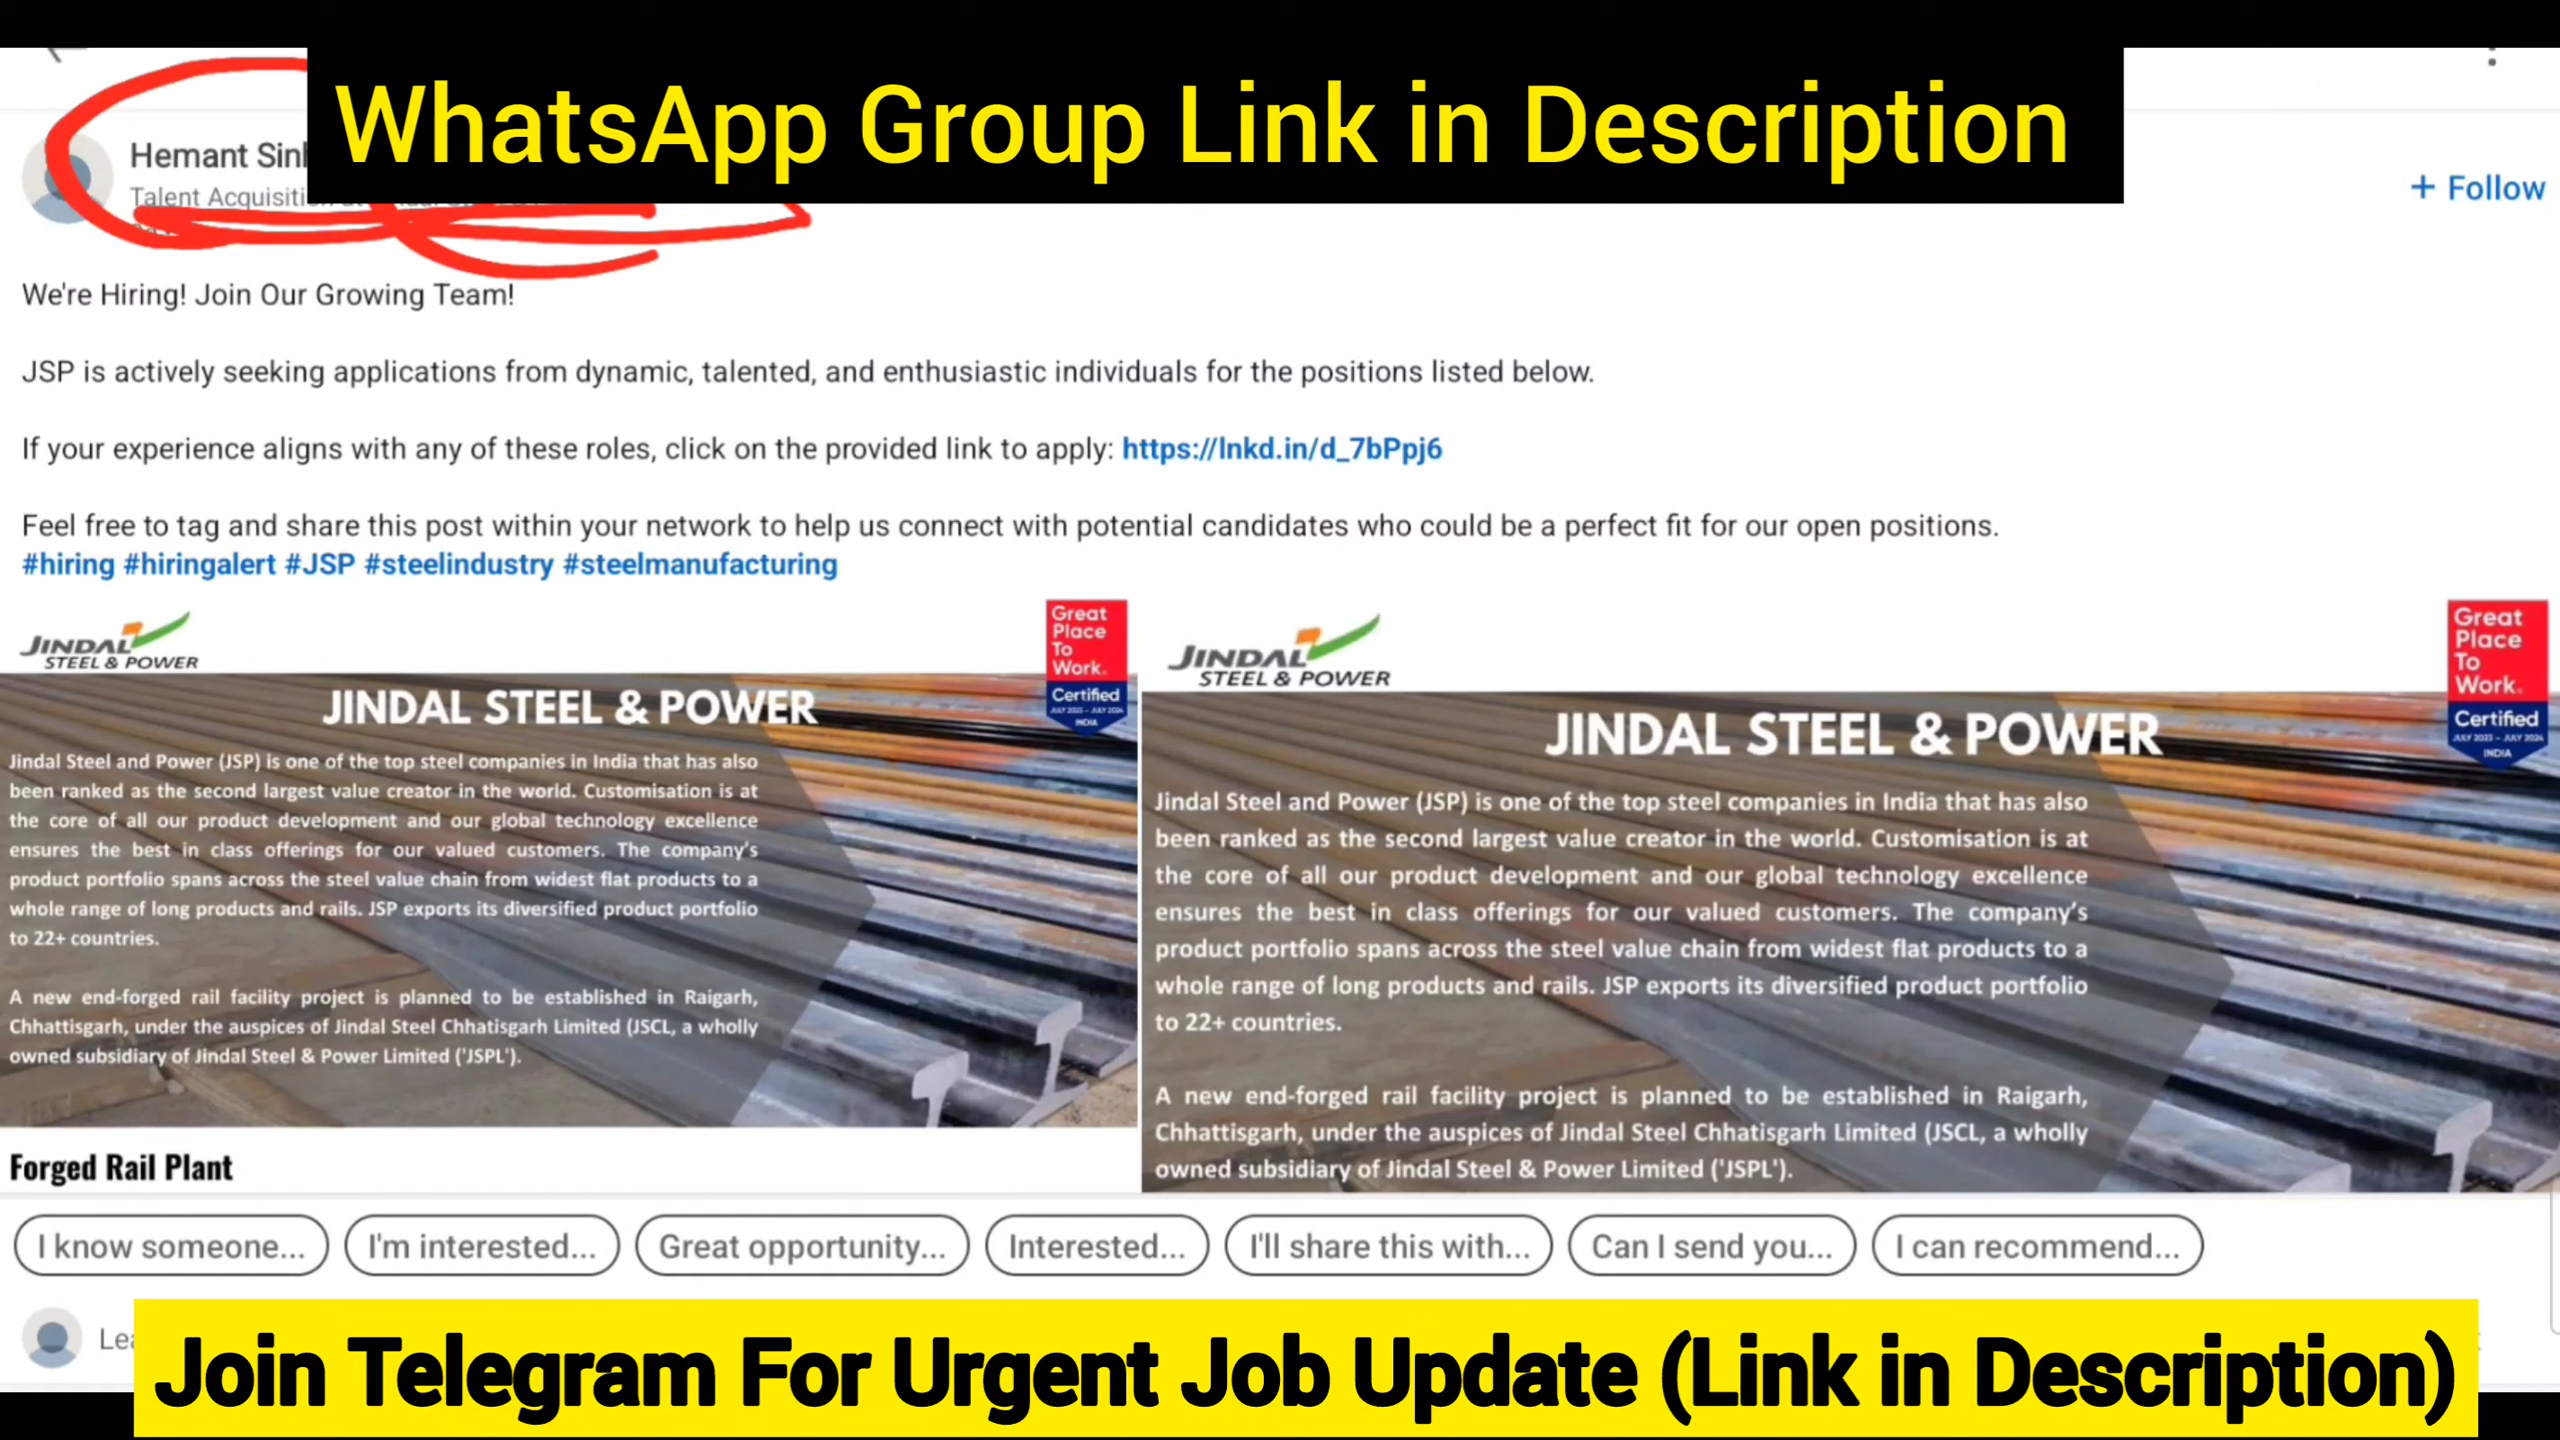 WhatsApp Group Link in Description
Hemant
Talent
+ Follow
We're Hiring! Join Our Growing Team!
JSP is actively seeking applications from dynamic, talented, and enthusiastic individuals for the positions listed below.
If your experience aligns with any of these roles, click on the provided link to apply: https://lnkd.in/d_7bPpj6
Feel free to tag and share this post within your network to help us connect with potential candidates who could be a perfect fit for our open positions.
#hiring #hiringalert #JSP #steelindustry #steelmanufacturing
JINDAL
STEEL & POWER
Great
Place
To
Work.
Certified
JULY 2023 - JULY 2024
INDIA
JINDAL STEEL & POWER
Jindal Steel and Power (JSP) is one of the top steel companies in India that has also
been ranked as the second largest value creator in the world. Customisation is at
the core of all our product development and our global technology excellence
ensures the best in class offerings for our valued customers. The company's
product portfolio spans across the steel value chain from widest flat products to a
whole range of long products and rails. JSP exports its diversified product portfolio
to 22+ countries.
A new end-forged rail facility project is planned to be established in Raigarh,
Chhattisgarh, under the auspices of Jindal Steel Chhatisgarh Limited (JSCL, a wholly
owned subsidiary of Jindal Steel & Power Limited ('JSPL').
Forged Rail Plant
JINDAL
STEEL & POWER
Great
Place
To
Work.
Certified
JULY 2023 - JULY 2024
INDIA
JINDAL STEEL & POWER
Jindal Steel and Power (JSP) is one of the top steel companies in India that has also
been ranked as the second largest value creator in the world. Customisation is at
the core of all our product development and our global technology excellence
ensures the best in class offerings for our valued customers. The company's
product portfolio spans across the steel value chain from widest flat products to a
whole range of long products and rails. JSP exports its diversified product portfolio
to 22+ countries.
A new end-forged rail facility project is planned to be established in Raigarh,
Chhattisgarh, under the auspices of Jindal Steel Chhatisgarh Limited (JSCL, a wholly
owned subsidiary of Jindal Steel & Power Limited ('JSPL').
I know someone... I'm interested... Great opportunity... Interested... I'll share this with... Can I send you... I can recommend...
Join Telegram For Urgent Job Update (Link in Description)